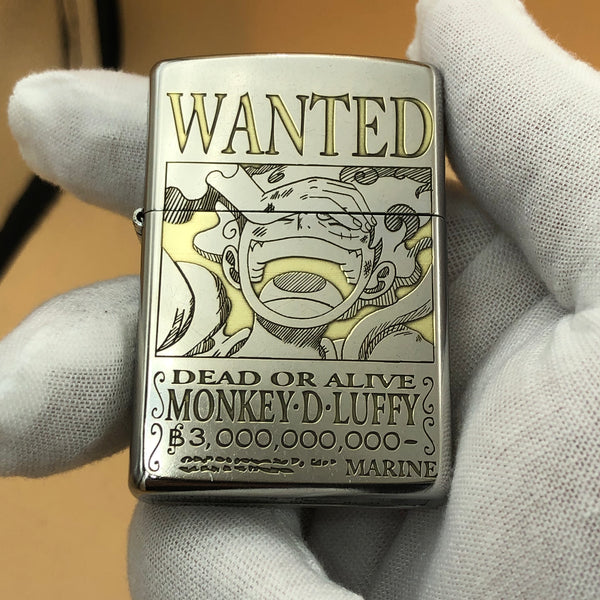 WANTED
DEAD OR ALIVE
MONKEY·D·LUFFY
฿3,000,000,000-
MARINE